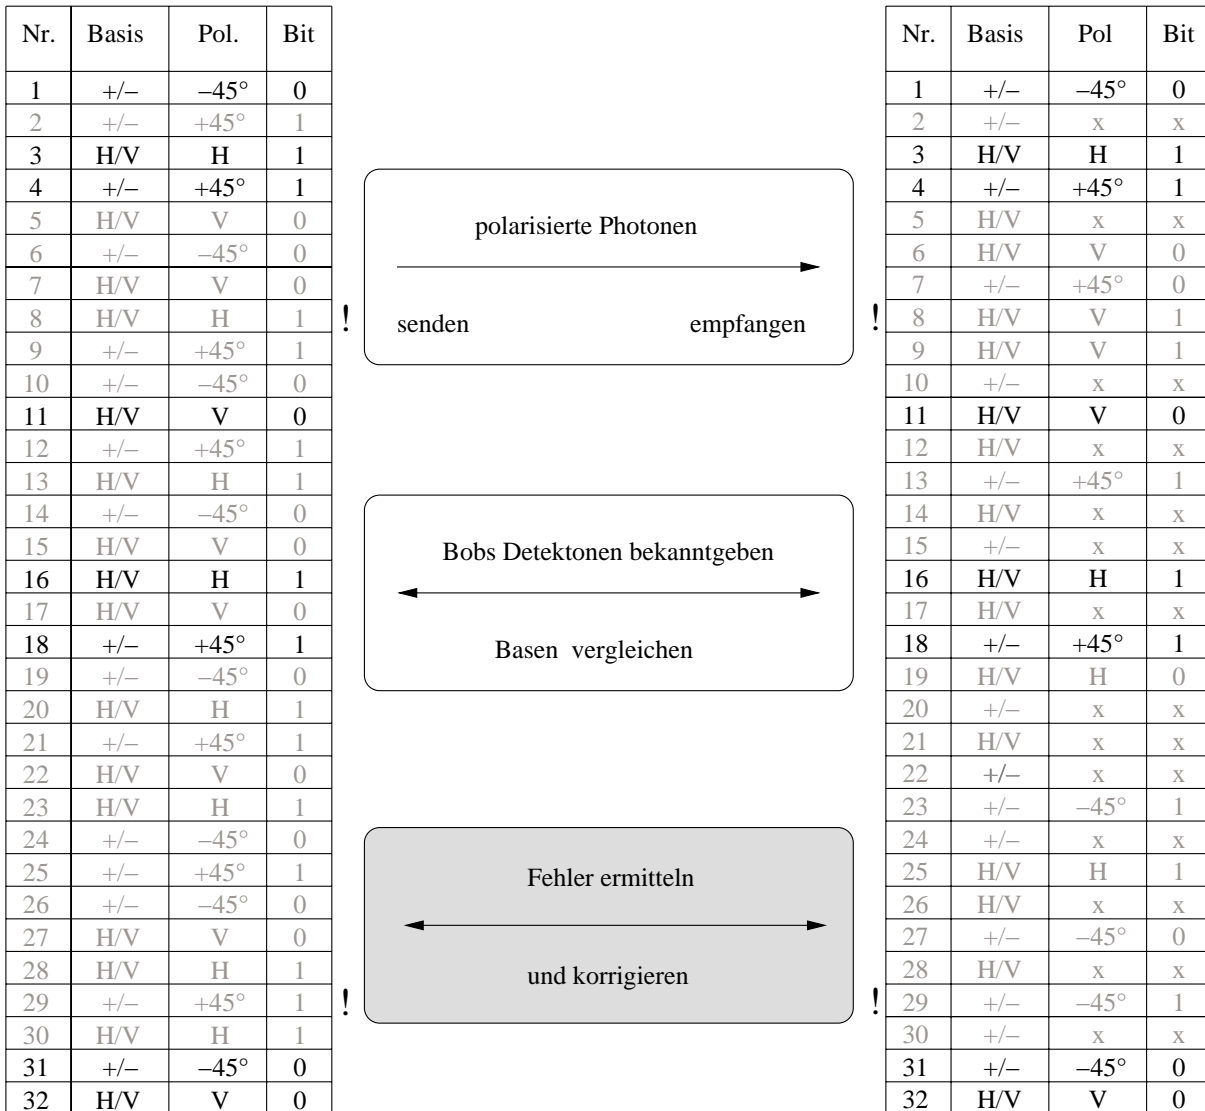 Nr. Basis Pol. Bit
1 +/– –45° 0
2 +/– +45° 1
3 H/V H 1
4 +/– +45° 1
5 H/V V 0
6 +/– –45° 0
7 H/V V 0
8 H/V H 1 !
9 +/– +45° 1
10 +/– –45° 0
11 H/V V 0
12 +/– +45° 1
13 H/V H 1
14 +/– –45° 0
15 H/V V 0
16 H/V H 1
17 H/V V 0
18 +/– +45° 1
19 +/– –45° 0
20 H/V H 1
21 +/– +45° 1
22 H/V V 0
23 H/V H 1
24 +/– –45° 0
25 +/– +45° 1
26 +/– –45° 0
27 H/V V 0
28 H/V H 1
29 +/– +45° 1 !
30 H/V H 1
31 +/– –45° 0
32 H/V V 0
polarisierte Photonen
senden empfangen
Bobs Detektonen bekanntgeben
Basen vergleichen
Fehler ermitteln
und korrigieren
Nr. Basis Pol Bit
1 +/– –45° 0
2 +/– x x
3 H/V H 1
4 +/– +45° 1
5 H/V x x
6 H/V V 0
7 +/– +45° 0
! 8 H/V V 1
9 H/V V 1
10 +/– x x
11 H/V V 0
12 H/V x x
13 +/– +45° 1
14 H/V x x
15 +/– x x
16 H/V H 1
17 H/V x x
18 +/– +45° 1
19 H/V H 0
20 +/– x x
21 H/V x x
22 +/– x x
23 +/– –45° 1
24 +/– x x
25 H/V H 1
26 H/V x x
27 +/– –45° 0
28 H/V x x
! 29 +/– –45° 1
30 +/– x x
31 +/– –45° 0
32 H/V V 0